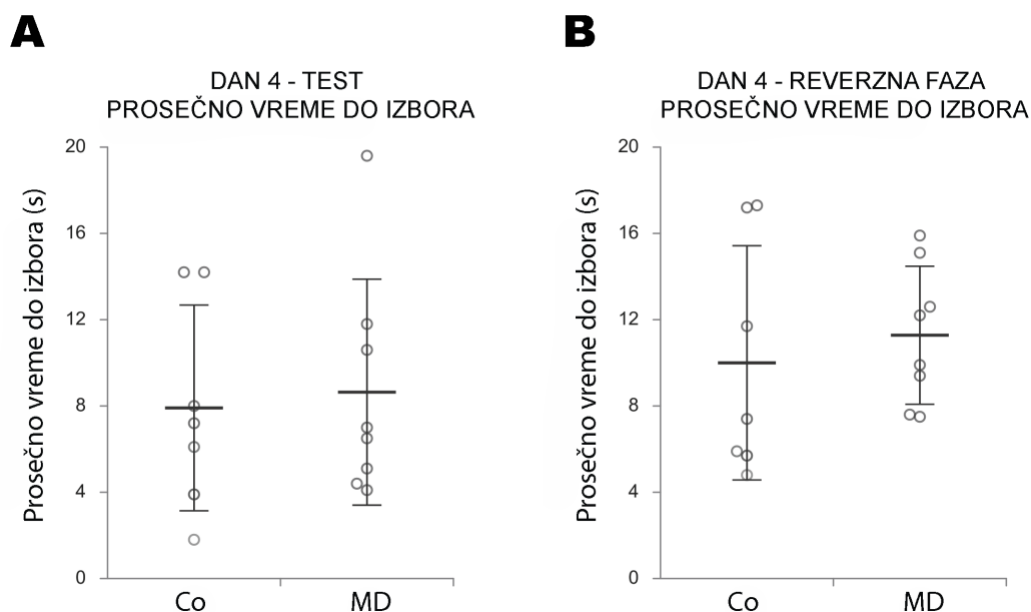 A
DAN 4 - TEST
PROSEČNO VREME DO IZBORA
Prosečno vreme do izbora (s)
20
16
12
8
4
0
Co MD
B
DAN 4 - REVERZNA FAZA
PROSEČNO VREME DO IZBORA
Prosečno vreme do izbora (s)
20
16
12
8
4
0
Co MD